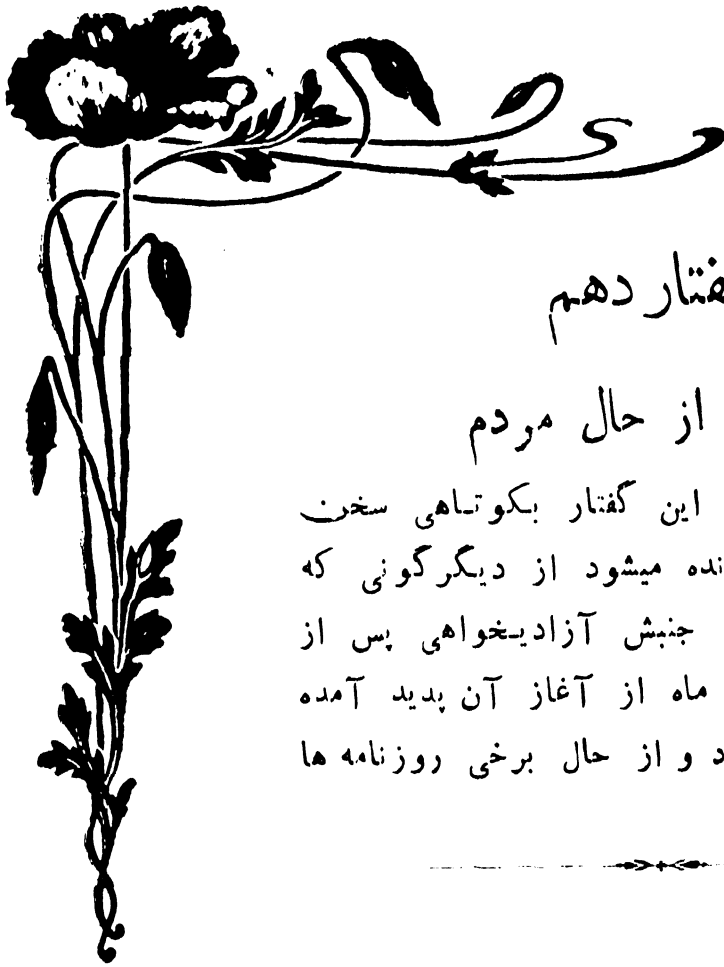 فتار دهم
از حال مردم
این گفتار بکوتاهی سخن
نده میشود از دیگرگونی که
جنبش آزادیخواهی پس از
ماه از آغاز آن پدید آمده
د و از حال برخی روزنامه ها